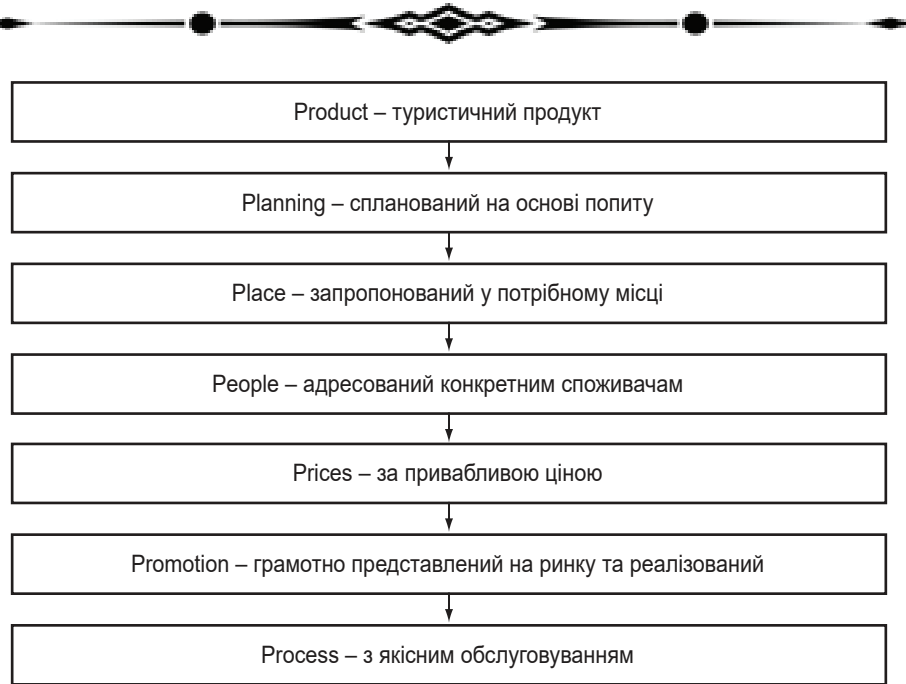 Product – туристичний продукт
Planning – спланований на основі попиту
Place – запропонований у потрібному місці
People – адресований конкретним споживачам
Prices – за привабливою ціною
Promotion – грамотно представлений на ринку та реалізований
Process – з якісним обслуговуванням